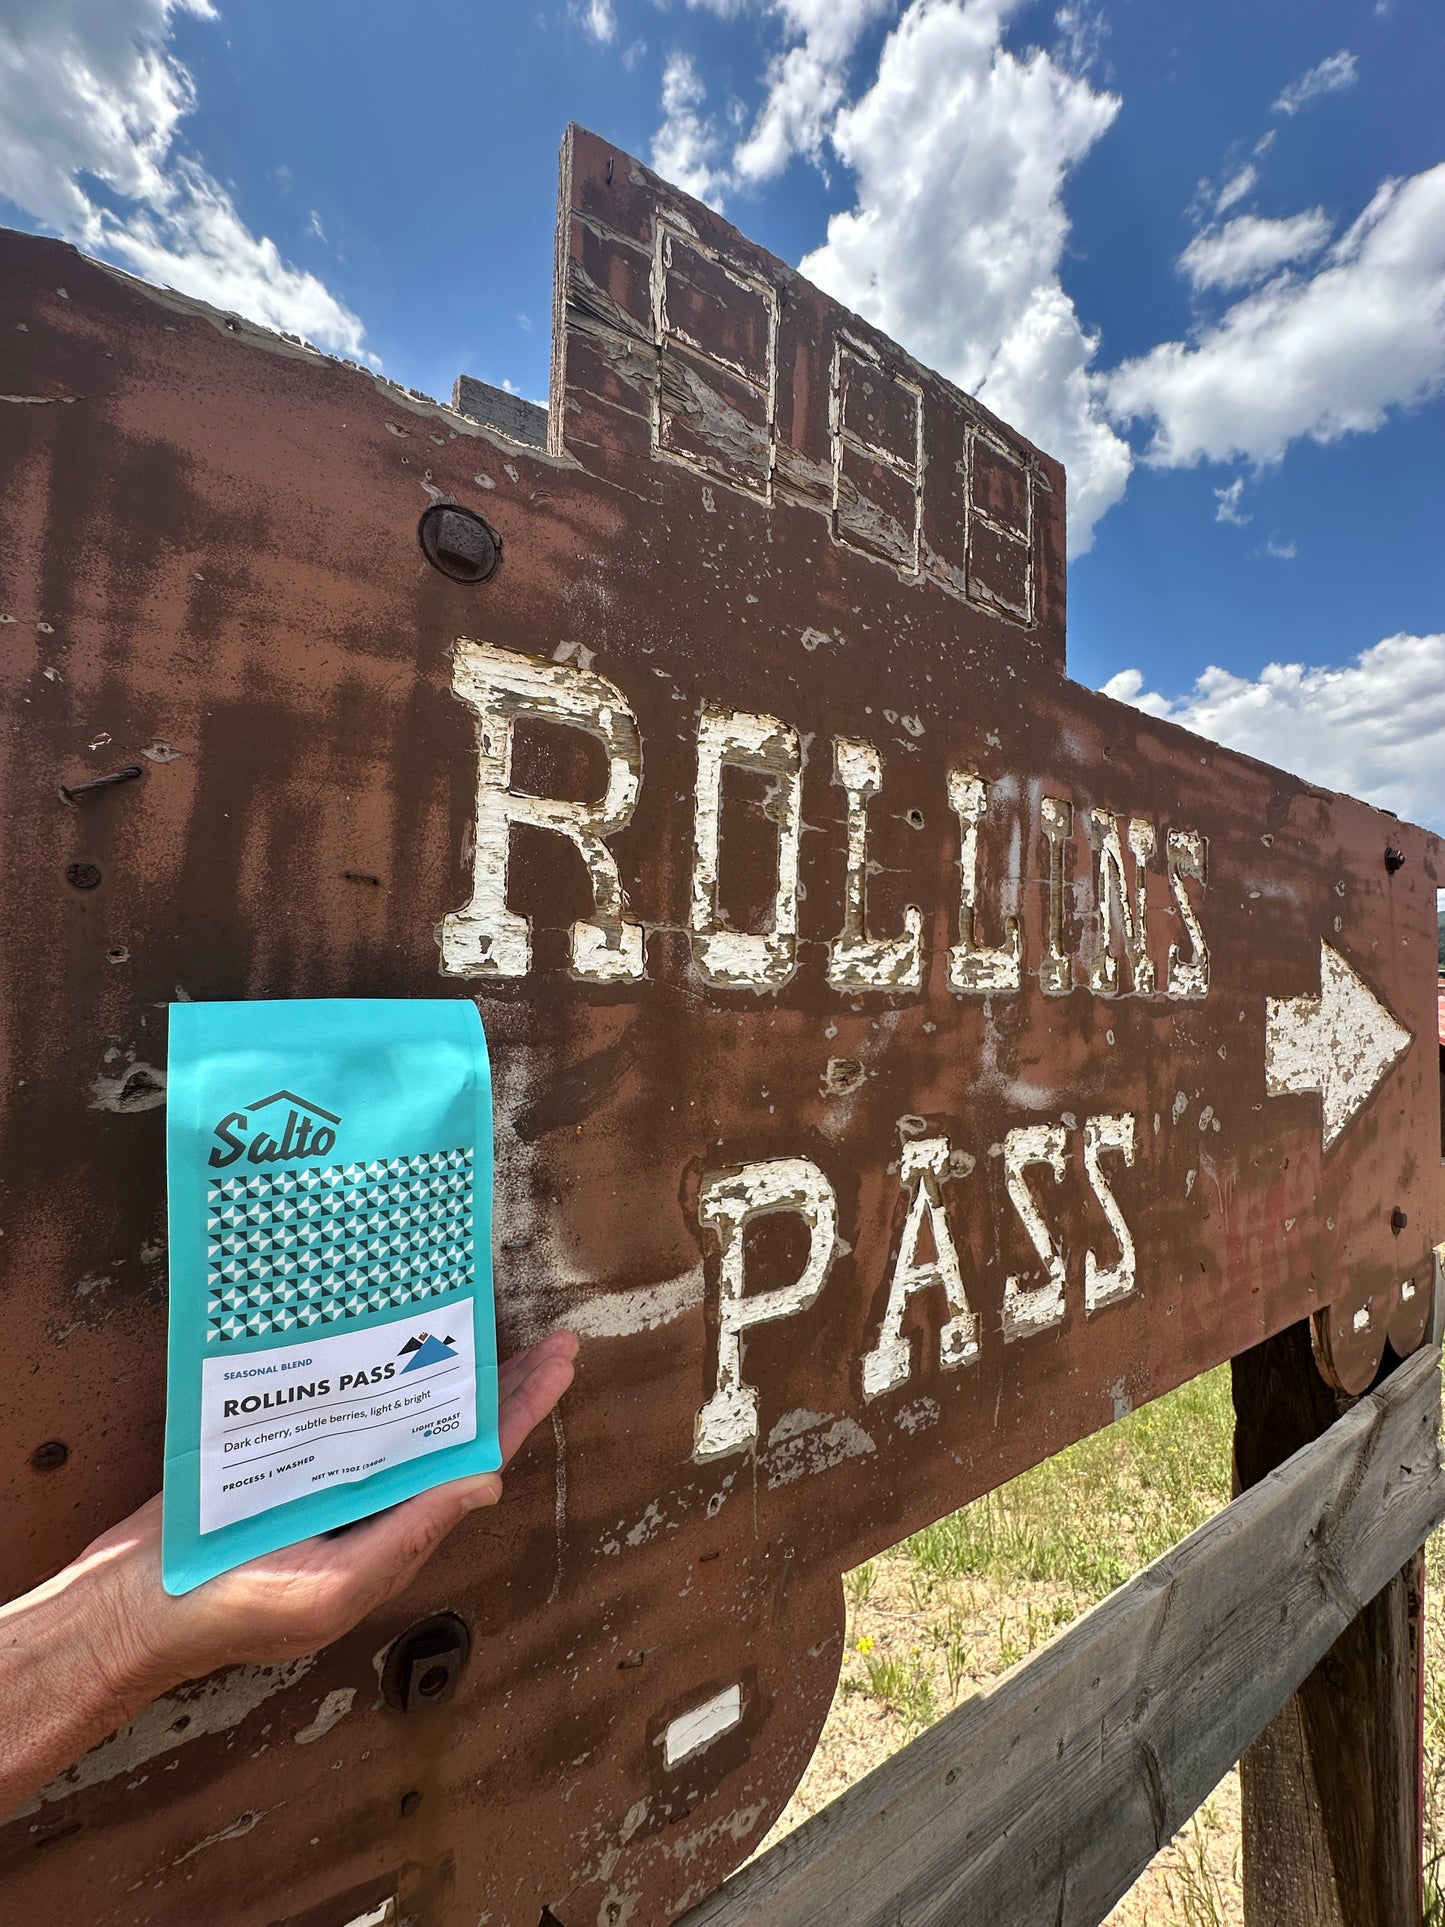 ROLLINS
PASS
Salto
SEASONAL BLEND
ROLLINS PASS
Dark cherry, subtle berries, light & bright
LIGHT ROAST
PROCESS | WASHED
NET WT 12OZ (340G)